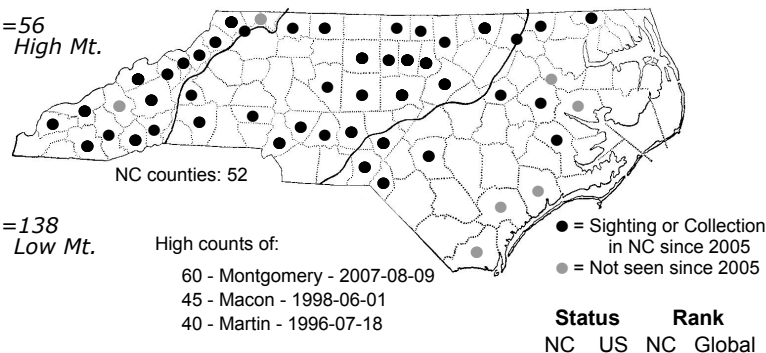 =56
High Mt.
NC counties: 52
=138
Low Mt.
High counts of:
60 - Montgomery - 2007-08-09
45 - Macon - 1998-06-01
40 - Martin - 1996-07-18
= Sighting or Collection
in NC since 2005
= Not seen since 2005
Status Rank
NC US NC Global